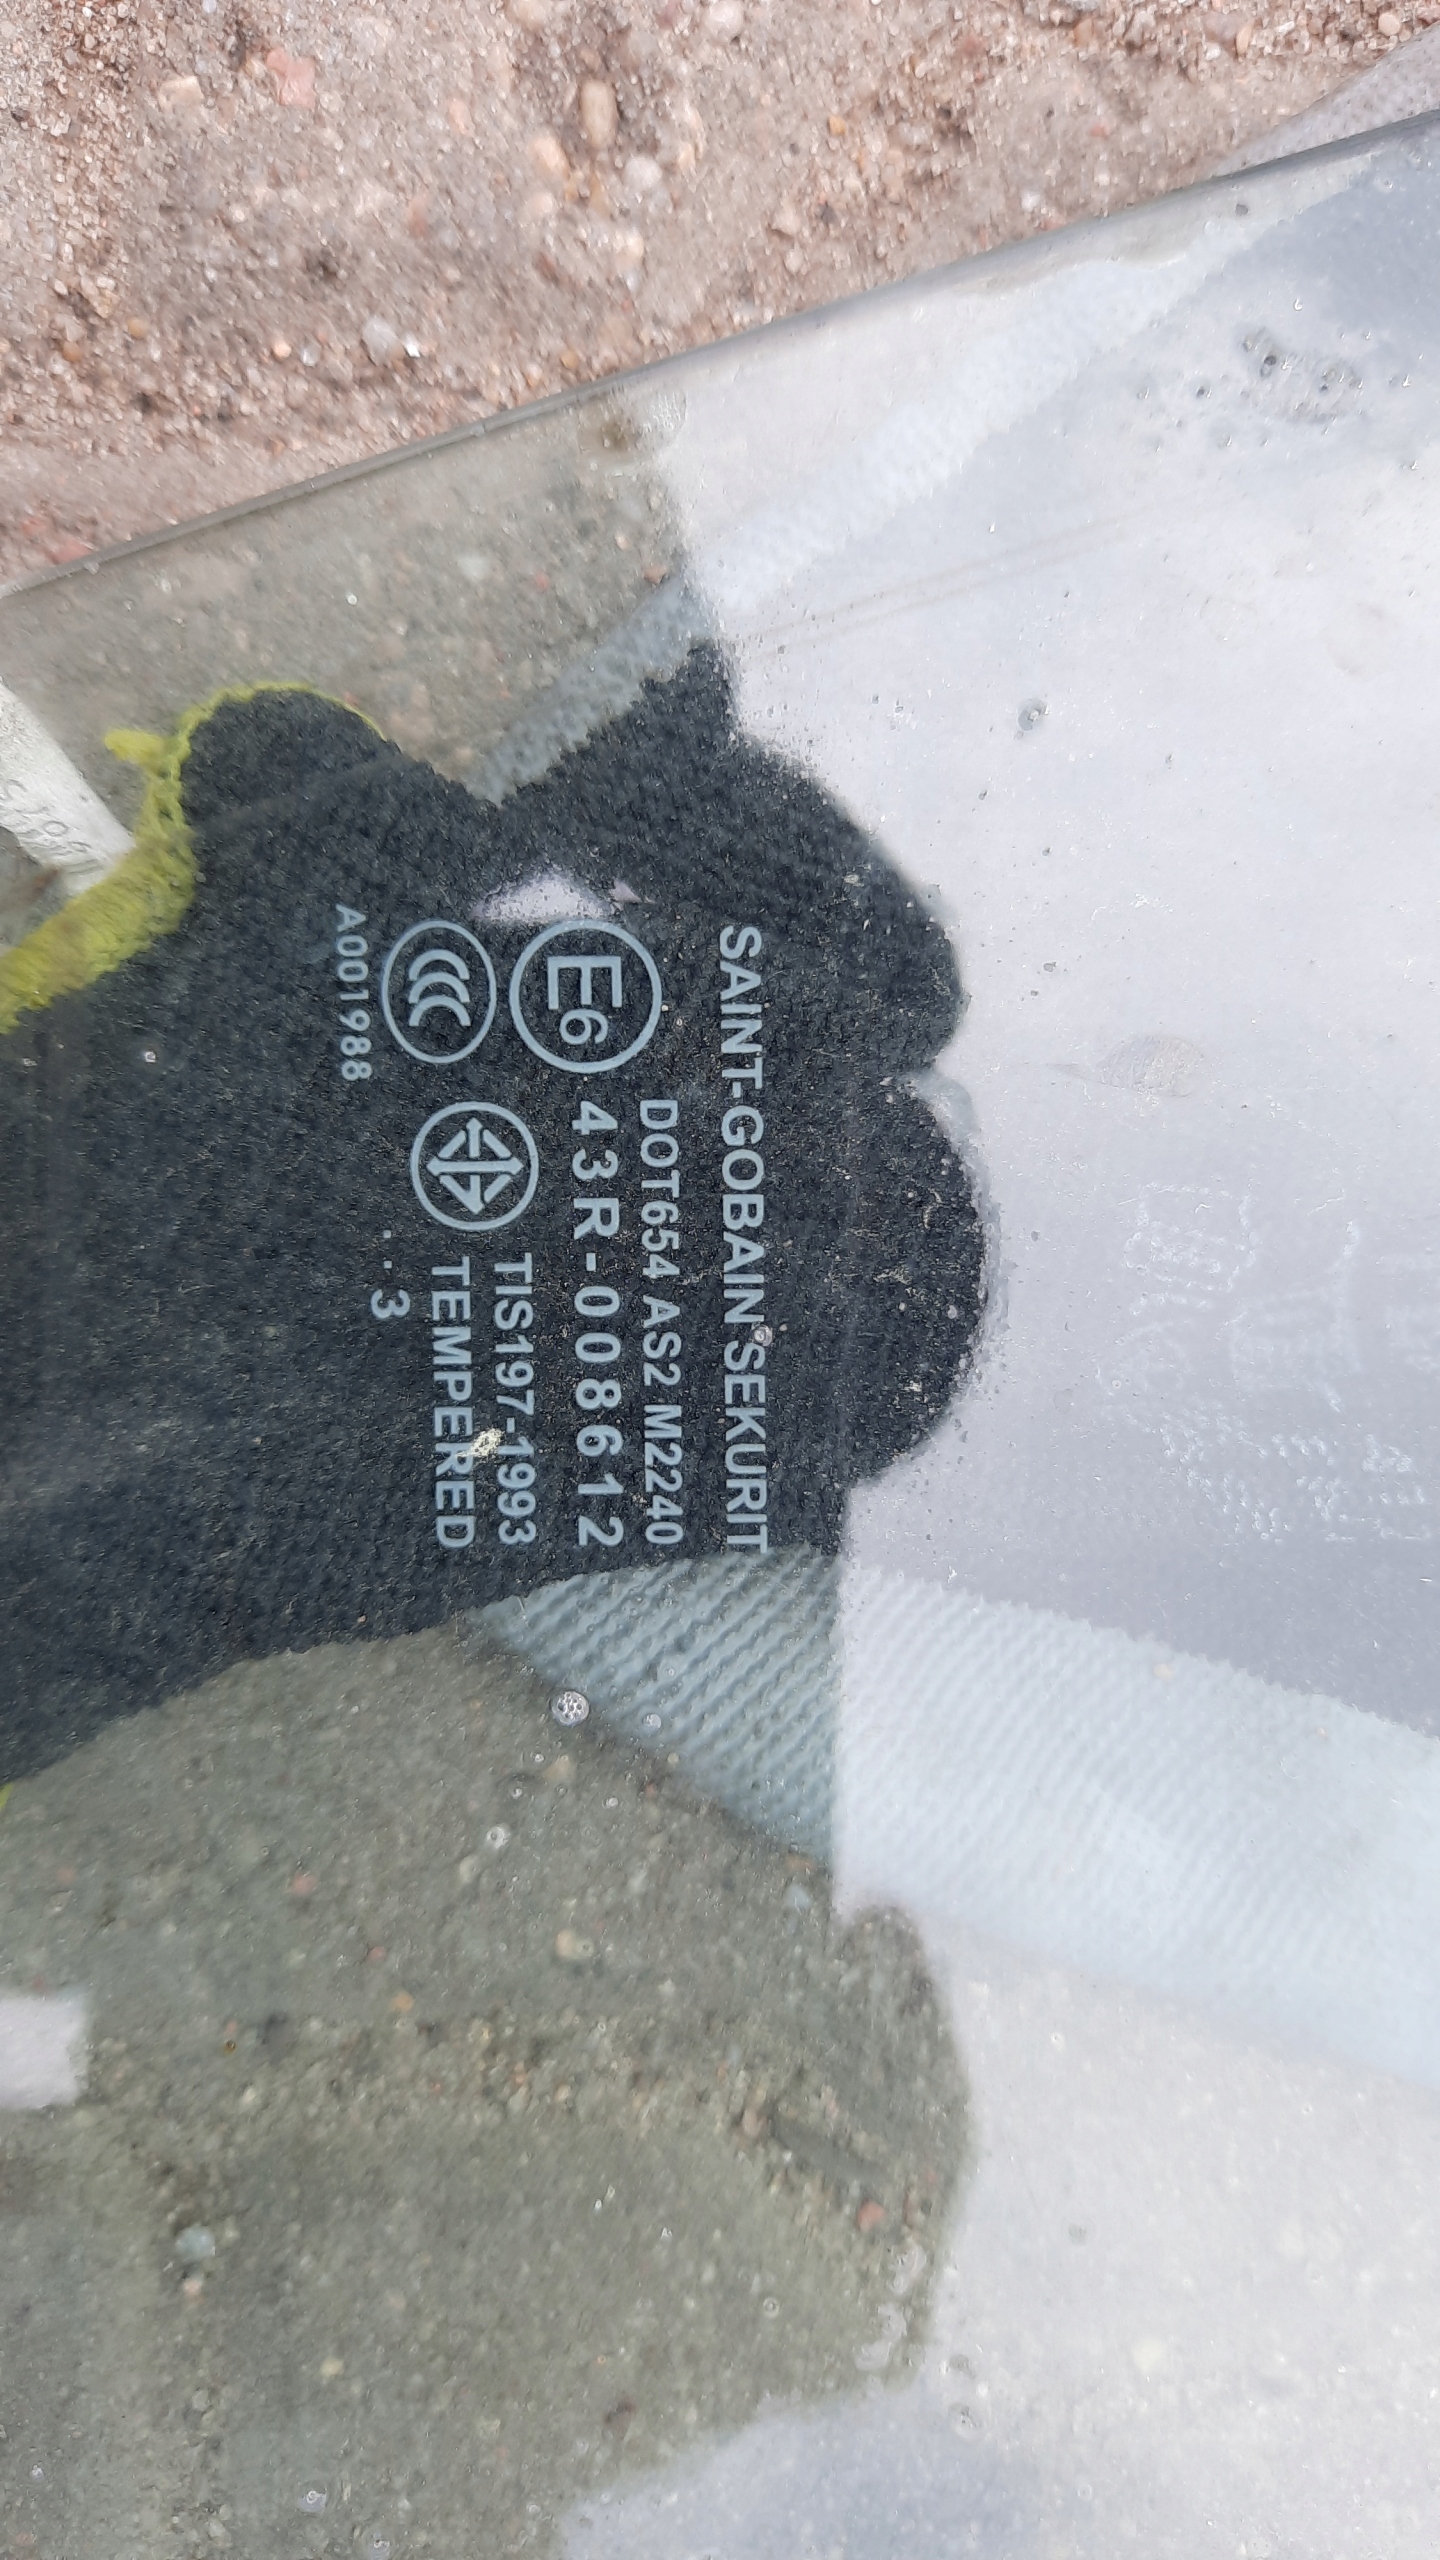 SAINT-GOBAIN SEKURIT
DOT654 AS2 M2240
E6 43R-008612
TIS197-1993
TEMPERED
A001988
. . 3